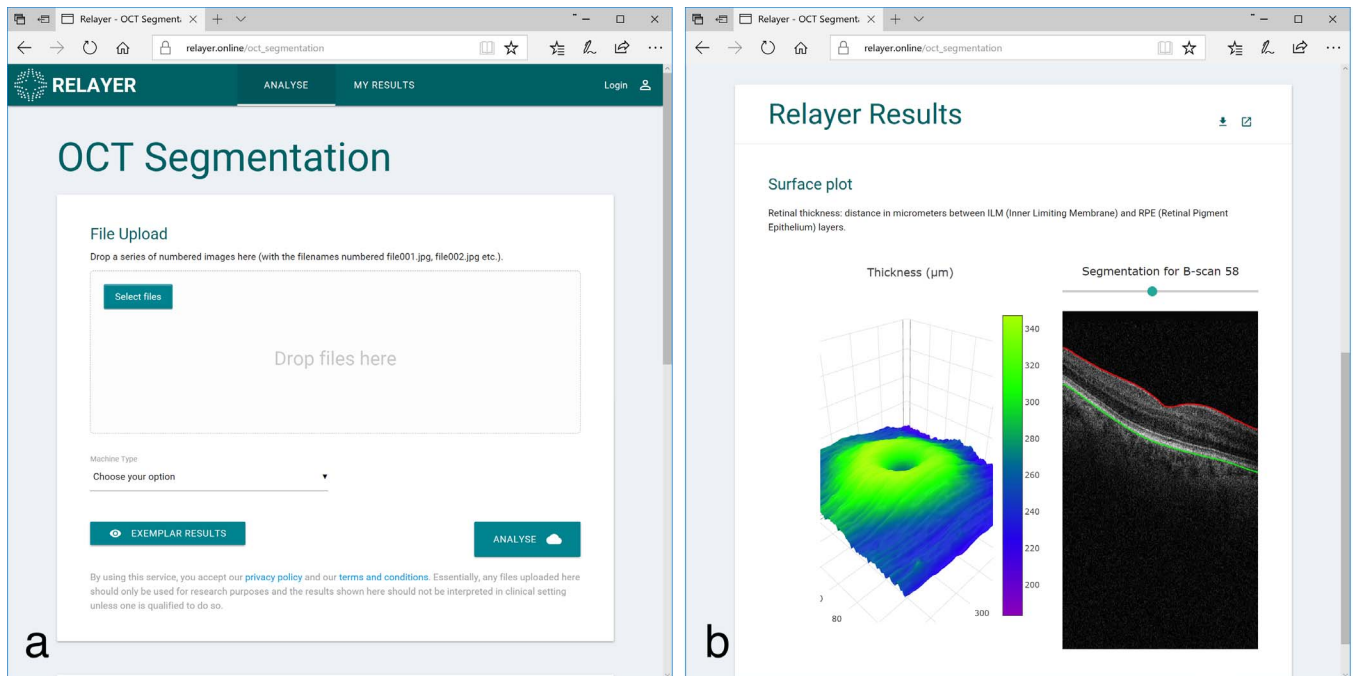 Relayer - OCT Segment
relayer.online/oct_segmentation
RELAYER
ANALYSE
MY RESULTS
Login
OCT Segmentation
File Upload
Drop a series of numbered images here (with the filenames numbered file001.jpg, file002.jpg etc.).
Select files
Drop files here
Machine Type
Choose your option
EXEMPLAR RESULTS
ANALYSE
By using this service, you accept our privacy policy and our terms and conditions. Essentially, any files uploaded here
should only be used for research purposes and the results shown here should not be interpreted in clinical setting
unless one is qualified to do so.
a
Relayer - OCT Segment
relayer.online/oct_segmentation
Relayer Results
Surface plot
Retinal thickness: distance in micrometers between ILM (Inner Limiting Membrane) and RPE (Retinal Pigment
Epithelium) layers.
Thickness (μm)
Segmentation for B-scan 58
340
320
300
280
260
240
220
200
80
300
b